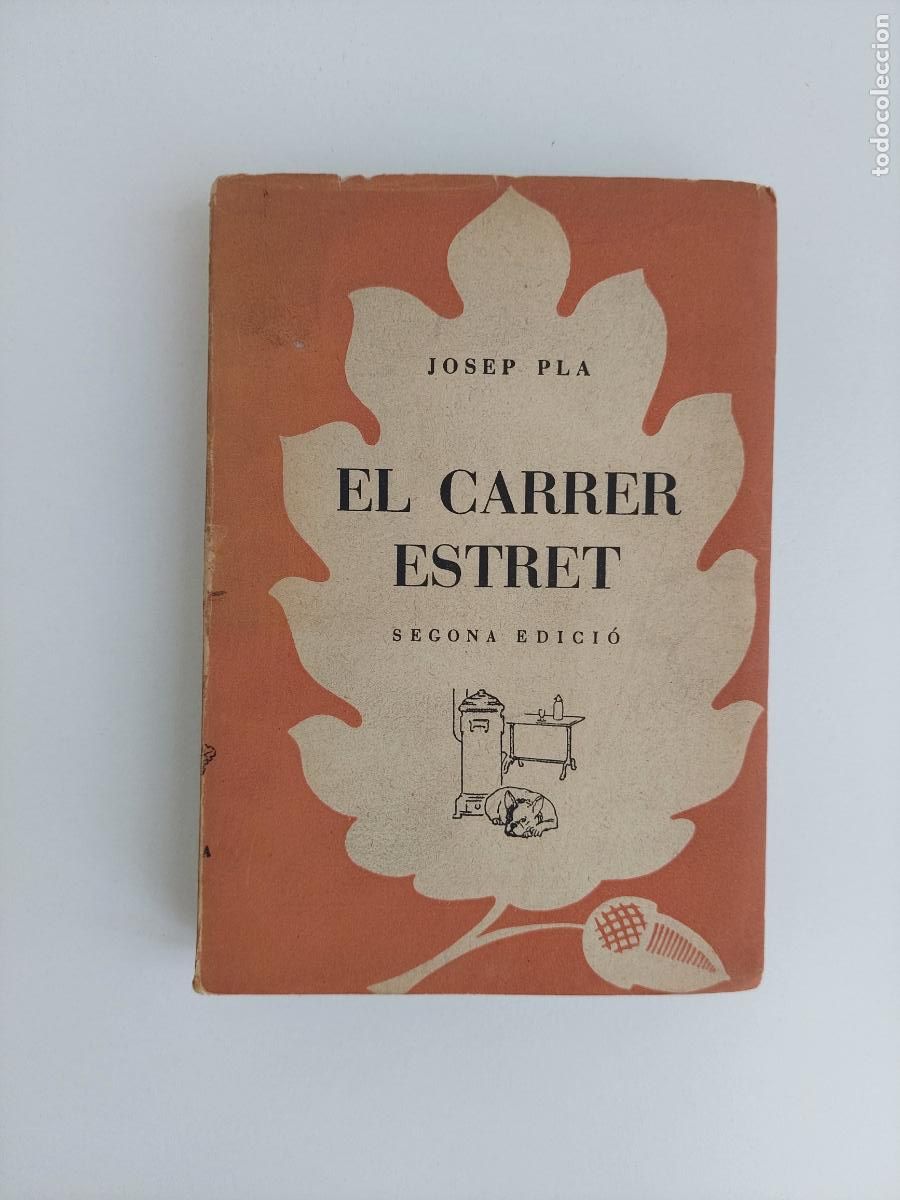 todocoleccion
JOSEP PLA
EL CARRER
ESTRET
SEGONA EDICIÓ
A